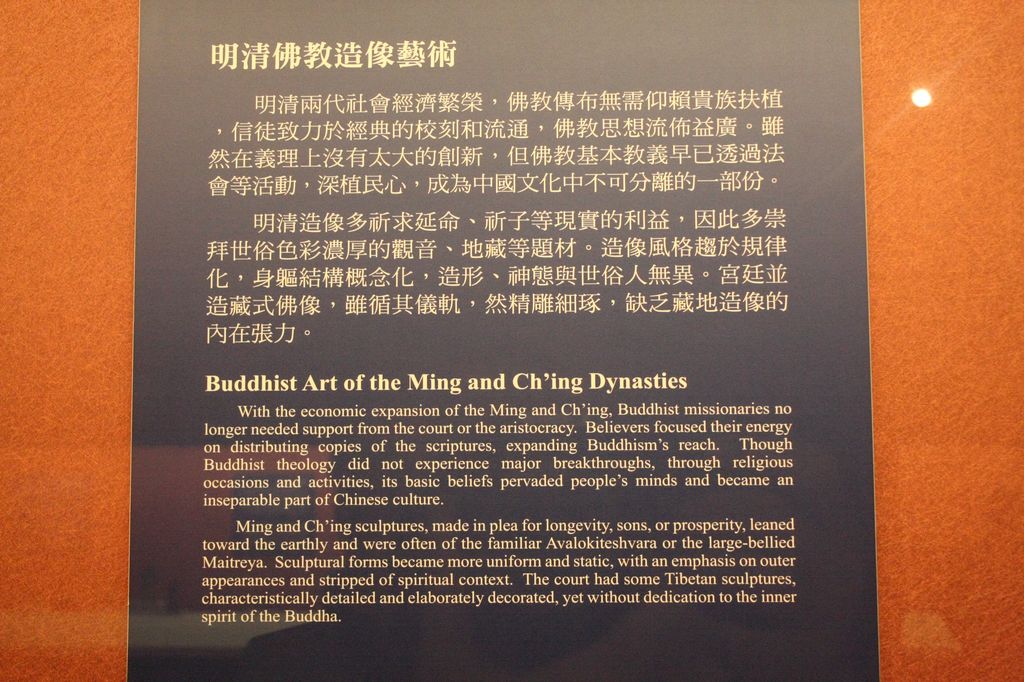 明清佛教造像藝術
明清兩代社會經濟繁榮，佛教傳布無需仰賴貴族扶植
，信徒致力於經典的校刻和流通，佛教思想流佈益廣。雖
然在義理上沒有太大的創新，但佛教基本教義早已透過法
會等活動，深植民心，成為中國文化中不可分離的一部份。
明清造像多祈求延命、祈子等現實的利益，因此多崇
拜世俗色彩濃厚的觀音、地藏等題材。造像風格趨於規律
化，身軀結構概念化，造形、神態與世俗人無異。宮廷並
造藏式佛像，雖循其儀軌，然精雕細琢，缺乏藏地造像的
內在張力。
Buddhist Art of the Ming and Ch'ing Dynasties
With the economic expansion of the Ming and Ch'ing, Buddhist missionaries no
longer needed support from the court or the aristocracy. Believers focused their energy
on distributing copies of the scriptures, expanding Buddhism's reach. Though
Buddhist theology did not experience major breakthroughs, through religious
occasions and activities, its basic beliefs pervaded people's minds and became an
inseparable part of Chinese culture.
Ming and Ch'ing sculptures, made in plea for longevity, sons, or prosperity, leaned
toward the earthly and were often of the familiar Avalokiteshvara or the large-bellied
Maitreya. Sculptural forms became more uniform and static, with an emphasis on outer
appearances and stripped of spiritual context. The court had some Tibetan sculptures,
characteristically detailed and elaborately decorated, yet without dedication to the inner
spirit of the Buddha.